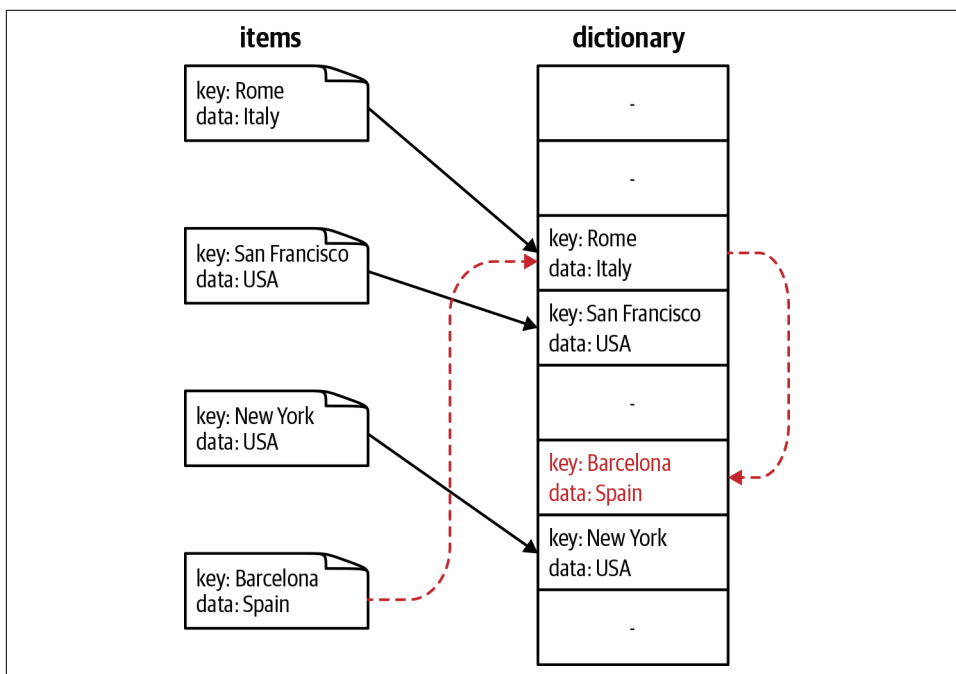 items
key: Rome
data: Italy
key: San Francisco
data: USA
key: New York
data: USA
key: Barcelona
data: Spain
dictionary
-
-
key: Rome
data: Italy
key: San Francisco
data: USA
-
key: Barcelona
data: Spain
key: New York
data: USA
-